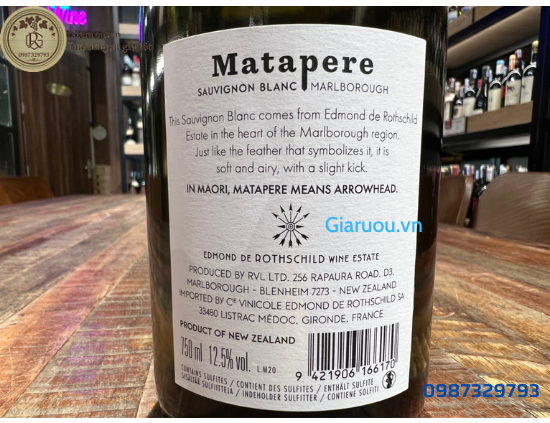 0987329793
Matapere
SAUVIGNON BLANC MARLBOROUGH
This Sauvignon Blanc comes from Edmond de Rothschild
Estate in the heart of the Marlborough region.
Just like the feather that symbolizes it, it is
soft and airy, with a slight kick.
IN MAORI, MATAPERE MEANS ARROWHEAD.
Giaruou.vn
EDMOND DE ROTHSCHILD WINE ESTATE
PRODUCED BY RVL LTD. 256 RAPAURA ROAD, D3.
MARLBOROUGH - BLENHEIM 7273 - NEW ZEALAND
IMPORTED BY CIE VINICOLE EDMOND DE ROTHSCHILD SA
33480 LISTRAC MÉDOC, GIRONDE, FRANCE
PRODUCT OF NEW ZEALAND
750 ml 12.5% vol. L.M20
CONTAINS SULFITES / CONTIENT DES SULFITES / ENTHÄLT SULFITE
SISÄLTÄÄ SULFIITTEJA / INDEHOLDER SULFITTER / CONTIENE SOLFITI
9 421906 166170
0987329793